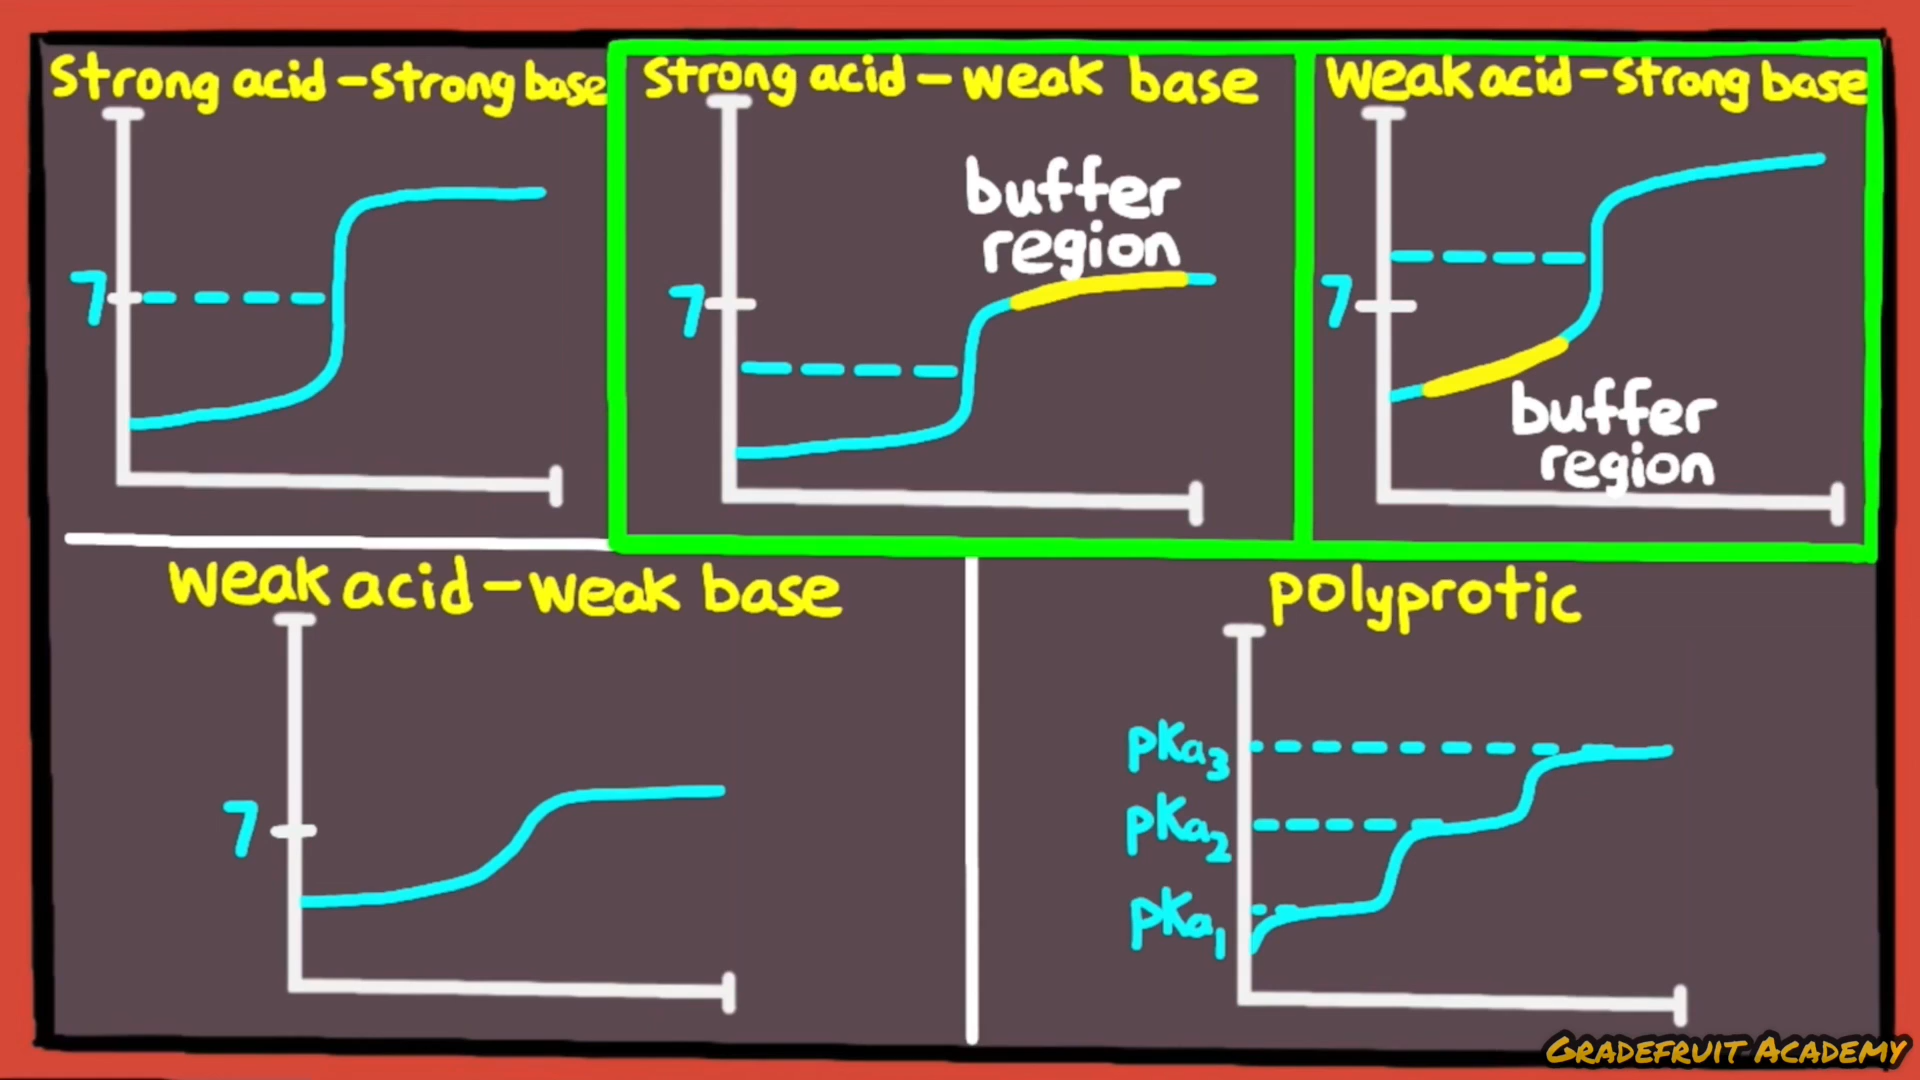 Strong acid-strong base
Strong acid-weak base
Weak acid-strong base
7
buffer
region
7
7
buffer
region
Weak acid-weak base
7
polyprotic
pKa3
pKa2
pKa1
GRADEFRUIT ACADEMY